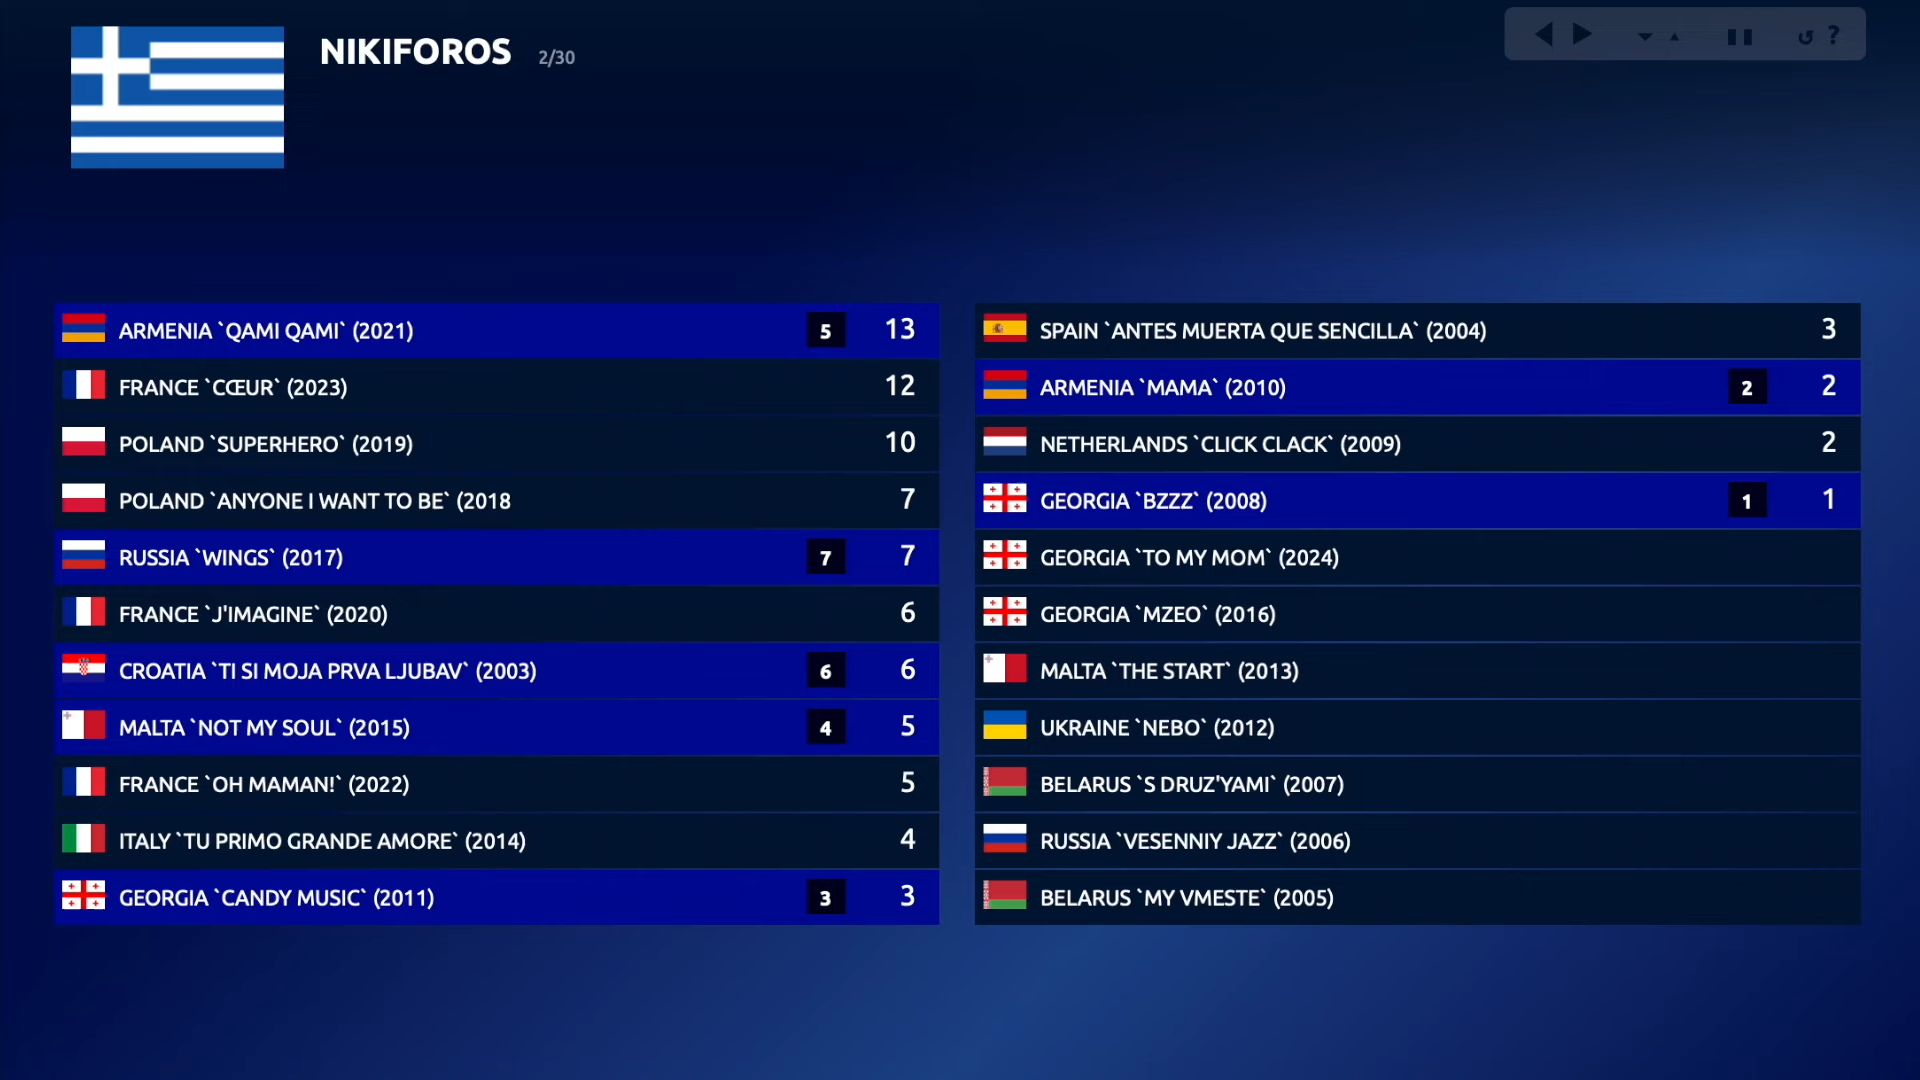 NIKIFOROS 2/30
?
ARMENIA `QAMI QAMI` (2021) 5 13
FRANCE `CŒUR` (2023) 12
POLAND `SUPERHERO` (2019) 10
POLAND `ANYONE I WANT TO BE` (2018 7
RUSSIA `WINGS` (2017) 7 7
FRANCE `J'IMAGINE` (2020) 6
CROATIA `TI SI MOJA PRVA LJUBAV` (2003) 6 6
MALTA `NOT MY SOUL` (2015) 4 5
FRANCE `OH MAMAN!` (2022) 5
ITALY `TU PRIMO GRANDE AMORE` (2014) 4
GEORGIA `CANDY MUSIC` (2011) 3 3
SPAIN `ANTES MUERTA QUE SENCILLA` (2004) 3
ARMENIA `MAMA` (2010) 2 2
NETHERLANDS `CLICK CLACK` (2009) 2
GEORGIA `BZZZ` (2008) 1 1
GEORGIA `TO MY MOM` (2024)
GEORGIA `MZEO` (2016)
MALTA `THE START` (2013)
UKRAINE `NEBO` (2012)
BELARUS `S DRUZ'YAMI` (2007)
RUSSIA `VESENNIY JAZZ` (2006)
BELARUS `MY VMESTE` (2005)